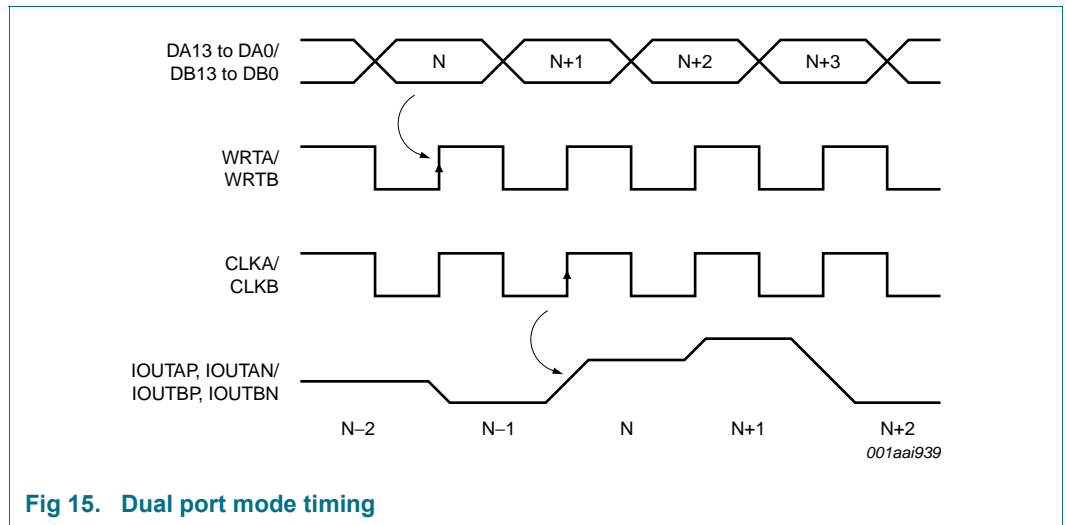 DA13 to DA0/
DB13 to DB0
N
N+1
N+2
N+3
WRTA/
WRTB
CLKA/
CLKB
IOUTAP, IOUTAN/
IOUTBP, IOUTBN
N–2
N–1
N
N+1
N+2
001aai939
Fig 15. Dual port mode timing